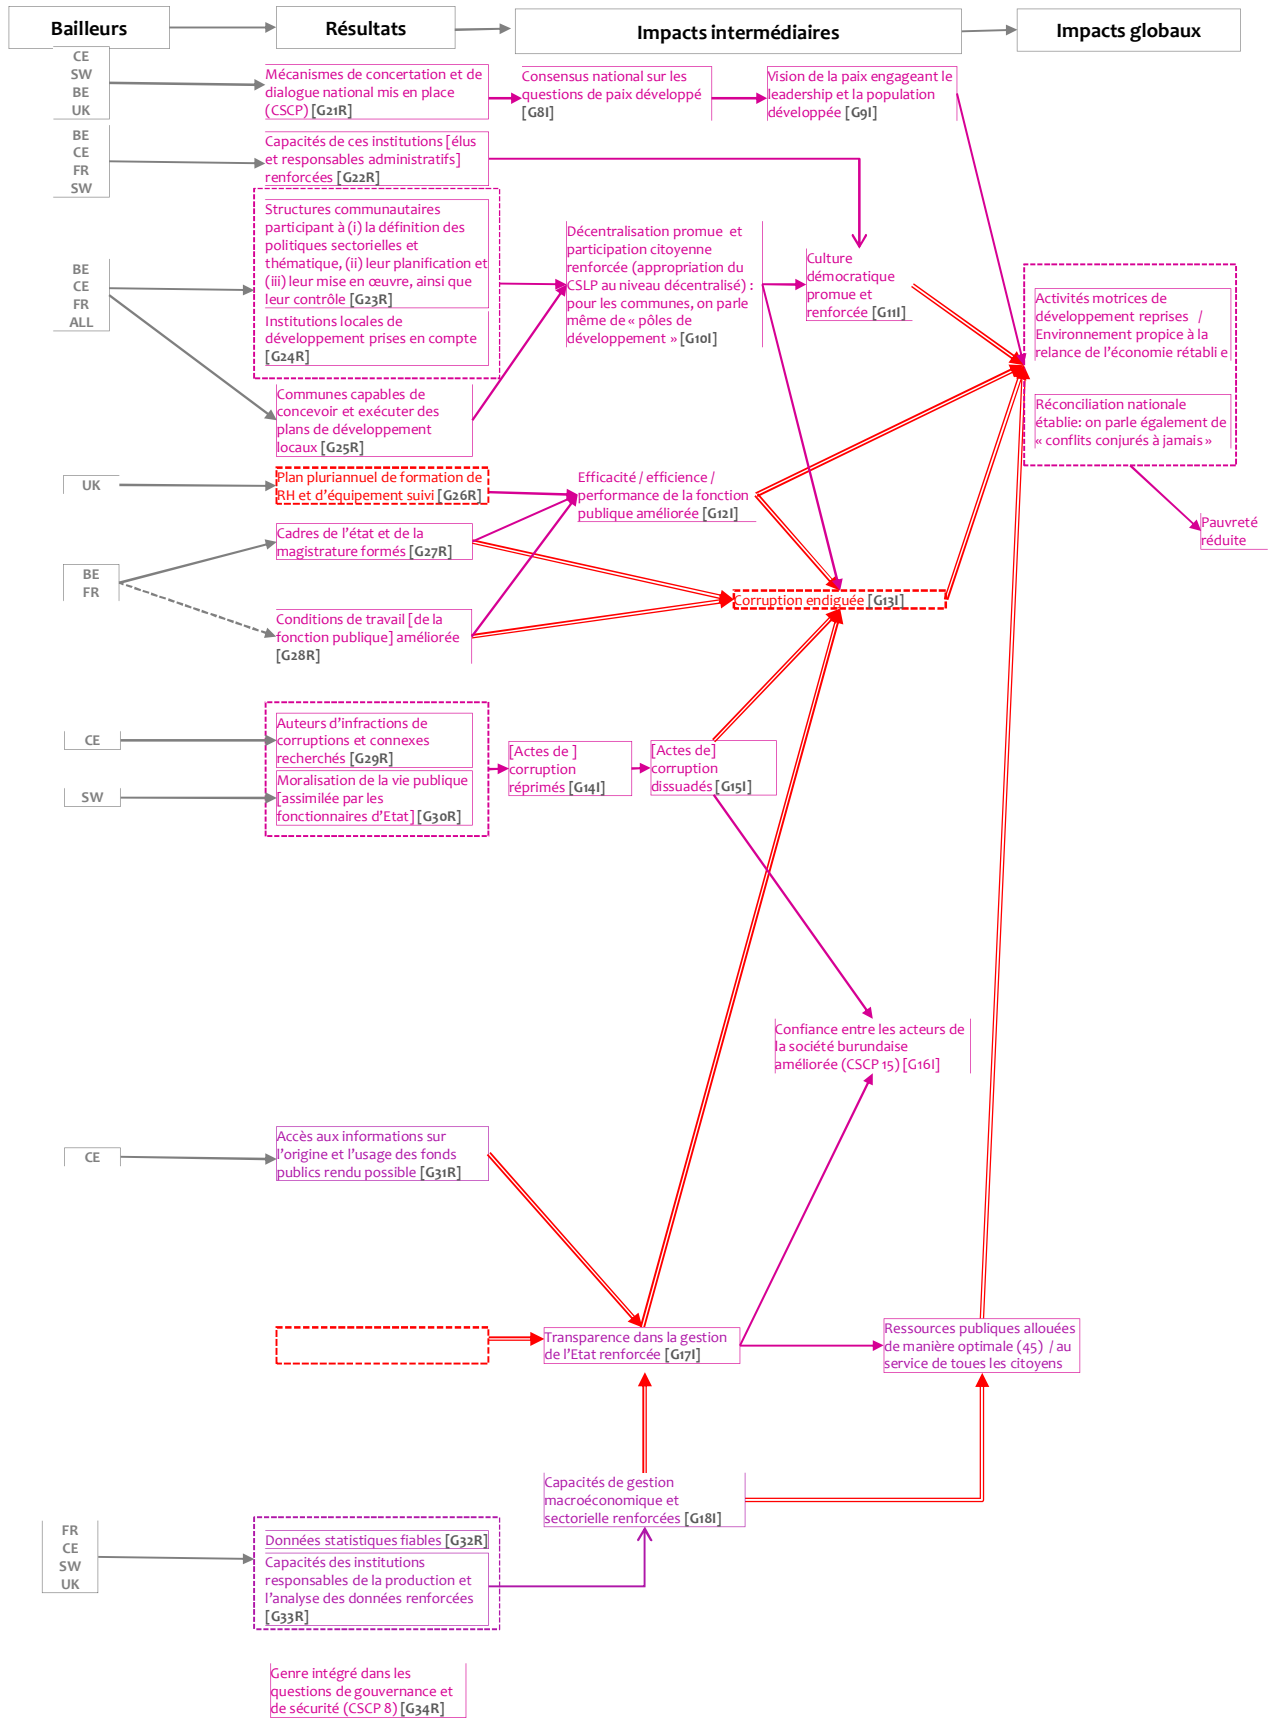 Bailleurs
Résultats
Impacts intermédiaires
Impacts globaux
CE
SW
BE
UK
Mécanismes de concertation et de
dialogue national mis en place
(CSCP) [G21R]
Consensus national sur les
questions de paix développé
[G8I]
Vision de la paix engageant le
leadership et la population
développée [G9I]
BE
CE
FR
SW
Capacités de ces institutions [élus
et responsables administratifs]
renforcées [G22R]
BE
CE
FR
ALL
Structures communautaires
participant à (i) la définition des
politiques sectorielles et
thématique, (ii) leur planification et
(iii) leur mise en œuvre, ainsi que
leur contrôle [G23R]
Institutions locales de
développement prises en compte
[G24R]
Communes capables de
concevoir et exécuter des
plans de développement
locaux [G25R]
Décentralisation promue et
participation citoyenne
renforcée (appropriation du
CSLP au niveau décentralisé) :
pour les communes, on parle
même de « pôles de
développement » [G10I]
Culture
démocratique
promue et
renforcée [G11I]
Activités motrices de
développement reprises /
Environnement propice à la
relance de l'économie rétabli e
Réconciliation nationale
établie: on parle également de
« conflits conjurés à jamais »
Pauvreté
réduite
UK
Plan pluriannuel de formation de
RH et d'équipement suivi [G26R]
Efficacité / efficience /
performance de la fonction
publique améliorée [G12I]
BE
FR
Cadres de l'état et de la
magistrature formés [G27R]
Conditions de travail [de la
fonction publique] améliorée
[G28R]
Corruption endiguée [G13I]
CE
SW
Auteurs d'infractions de
corruptions et connexes
recherchés [G29R]
Moralisation de la vie publique
[assimilée par les
fonctionnaires d'Etat] [G30R]
[Actes de ]
corruption
réprimés [G14I]
[Actes de]
corruption
dissuadés [G15I]
Confiance entre les acteurs de
la société burundaise
améliorée (CSCP 15) [G16I]
CE
Accès aux informations sur
l'origine et l'usage des fonds
publics rendu possible [G31R]
Transparence dans la gestion
de l'Etat renforcée [G17I]
Ressources publiques allouées
de manière optimale (45) / au
service de toues les citoyens
Capacités de gestion
macroéconomique et
sectorielle renforcées [G18I]
FR
CE
SW
UK
Données statistiques fiables [G32R]
Capacités des institutions
responsables de la production et
l'analyse des données renforcées
[G33R]
Genre intégré dans les
questions de gouvernance et
de sécurité (CSCP 8) [G34R]